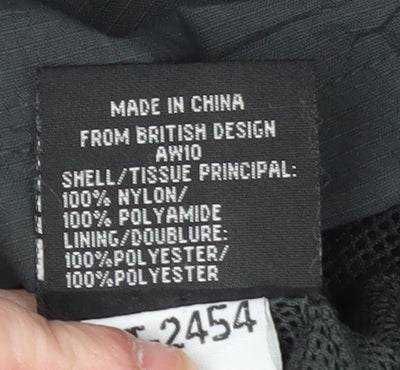 MADE IN CHINA
FROM BRITISH DESIGN
AW10
SHELL/TISSUE PRINCIPAL:
100% NYLON/
100% POLYAMIDE
LINING/DOUBLURE:
100%POLYESTER/
100%POLYESTER
-2454